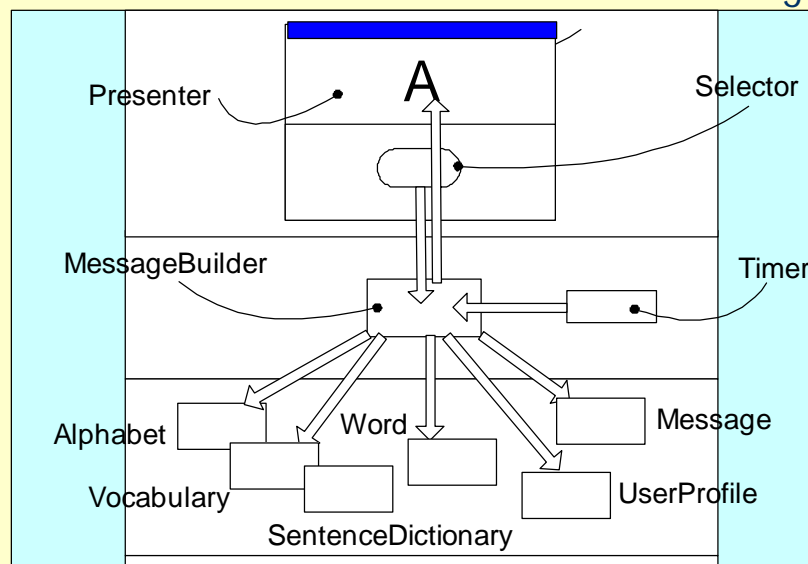 Presenter
A
Selector
MessageBuilder
Timer
Alphabet
Word
Message
Vocabulary
UserProfile
SentenceDictionary